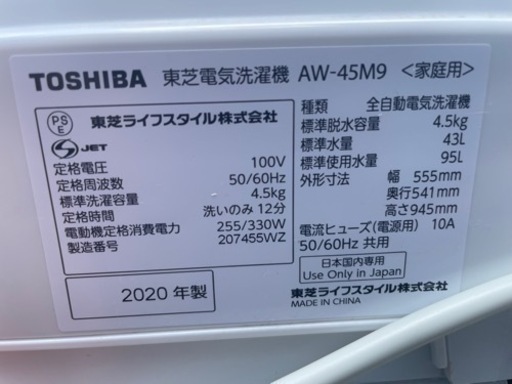 TOSHIBA 東芝電気洗濯機 AW-45M9 <家庭用>
PS
E
東芝ライフスタイル株式会社
S JET
定格電圧 100V
定格周波数 50/60Hz
標準洗濯容量 4.5kg
定格時間 洗いのみ 12分
電動機定格消費電力 255/330W
製造番号 207455WZ
2020 年製
種類 全自動電気洗濯機
標準脱水容量 4.5kg
標準水量 43L
標準使用水量 95L
外形寸法 幅 555mm
奥行541mm
高さ945mm
電流ヒューズ(電源用) 10A
50/60Hz 共用
日本国内専用
Use Only in Japan
東芝ライフスタイル株式会社
MADE IN CHINA